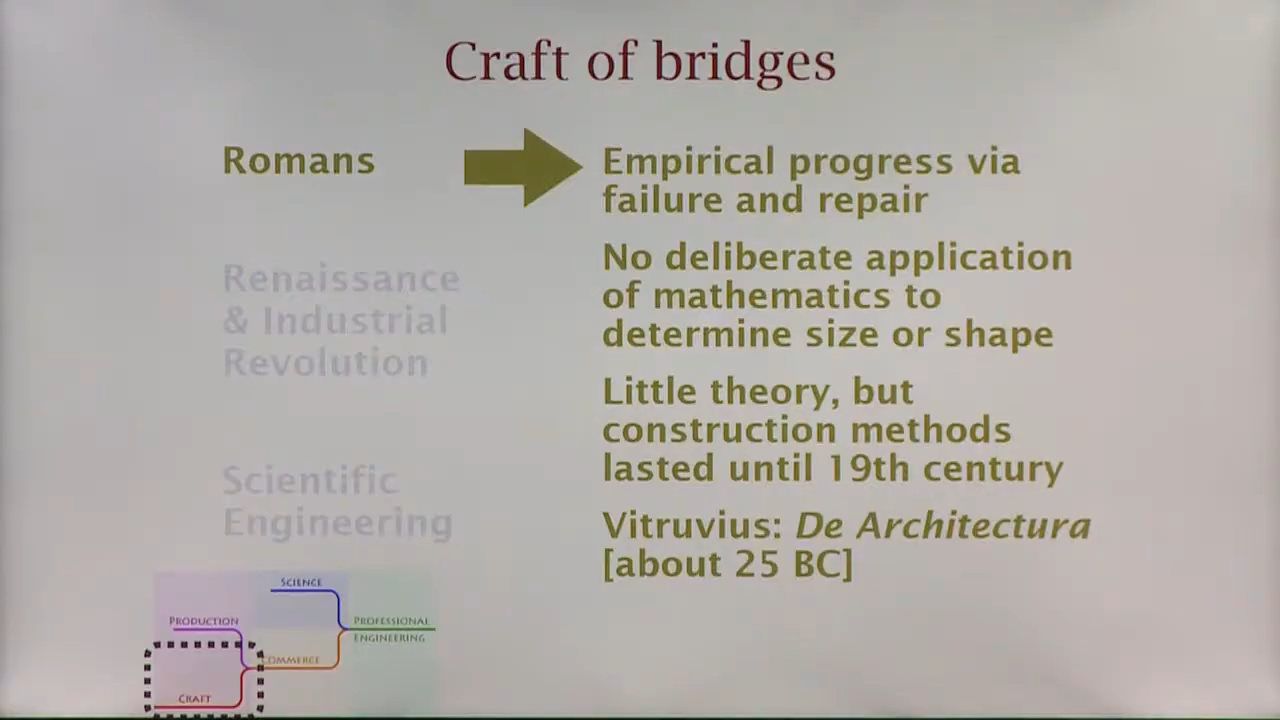 Craft of bridges
Romans
Empirical progress via
failure and repair
No deliberate application
of mathematics to
determine size or shape
Little theory, but
construction methods
lasted until 19th century
Vitruvius: De Architectura
[about 25 BC]
Renaissance
& Industrial
Revolution
Scientific
Engineering
SCIENCE
PRODUCTION
PROFESSIONAL
ENGINEERING
COMMERCE
CRAFT